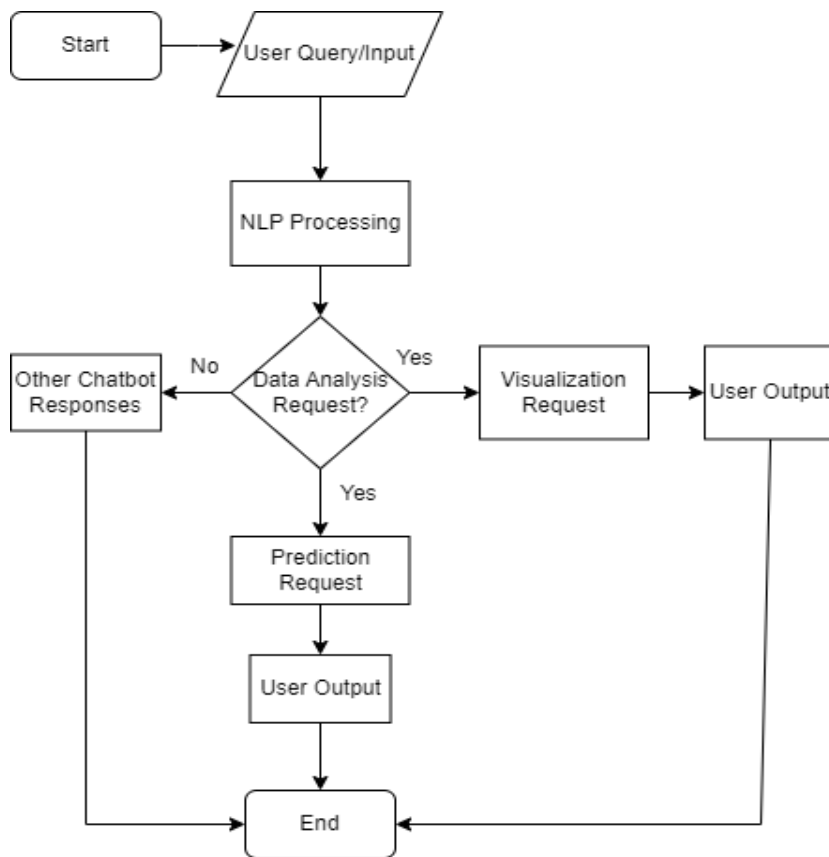 Start
User Query/Input
NLP Processing
No
Yes
Other Chatbot
Responses
Data Analysis
Request?
Visualization
Request
User Output
Yes
Prediction
Request
User Output
End